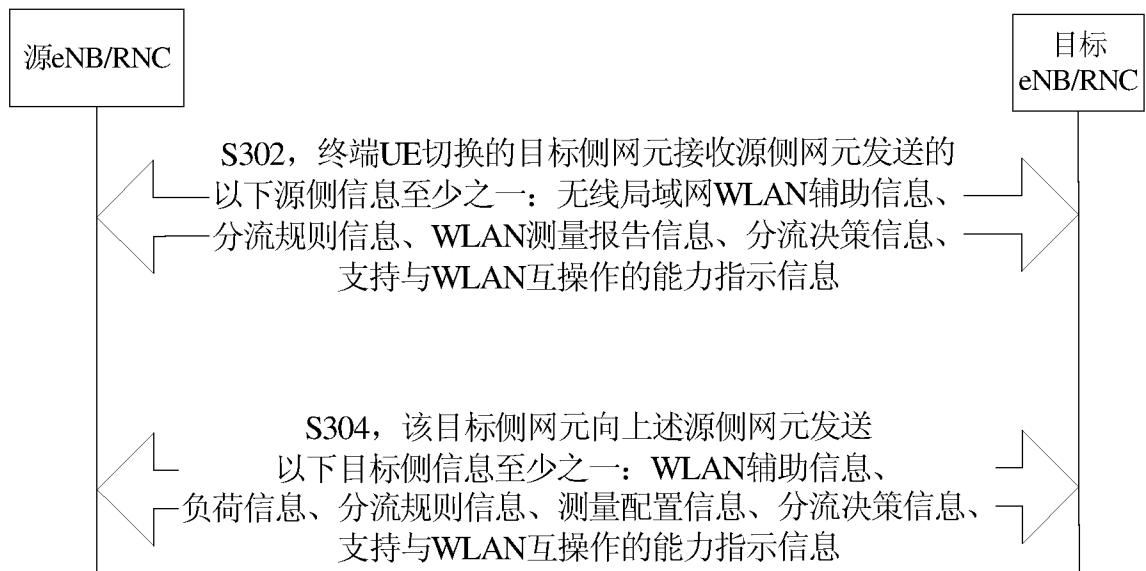 源eNB/RNC
目标
eNB/RNC
S302，终端UE切换的目标侧网元接收源侧网元发送的
以下源侧信息至少之一：无线局域网WLAN辅助信息、
分流规则信息、WLAN测量报告信息、分流决策信息、
支持与WLAN互操作的能力指示信息
S304，该目标侧网元向上述源侧网元发送
以下目标侧信息至少之一：WLAN辅助信息、
负荷信息、分流规则信息、测量配置信息、分流决策信息、
支持与WLAN互操作的能力指示信息